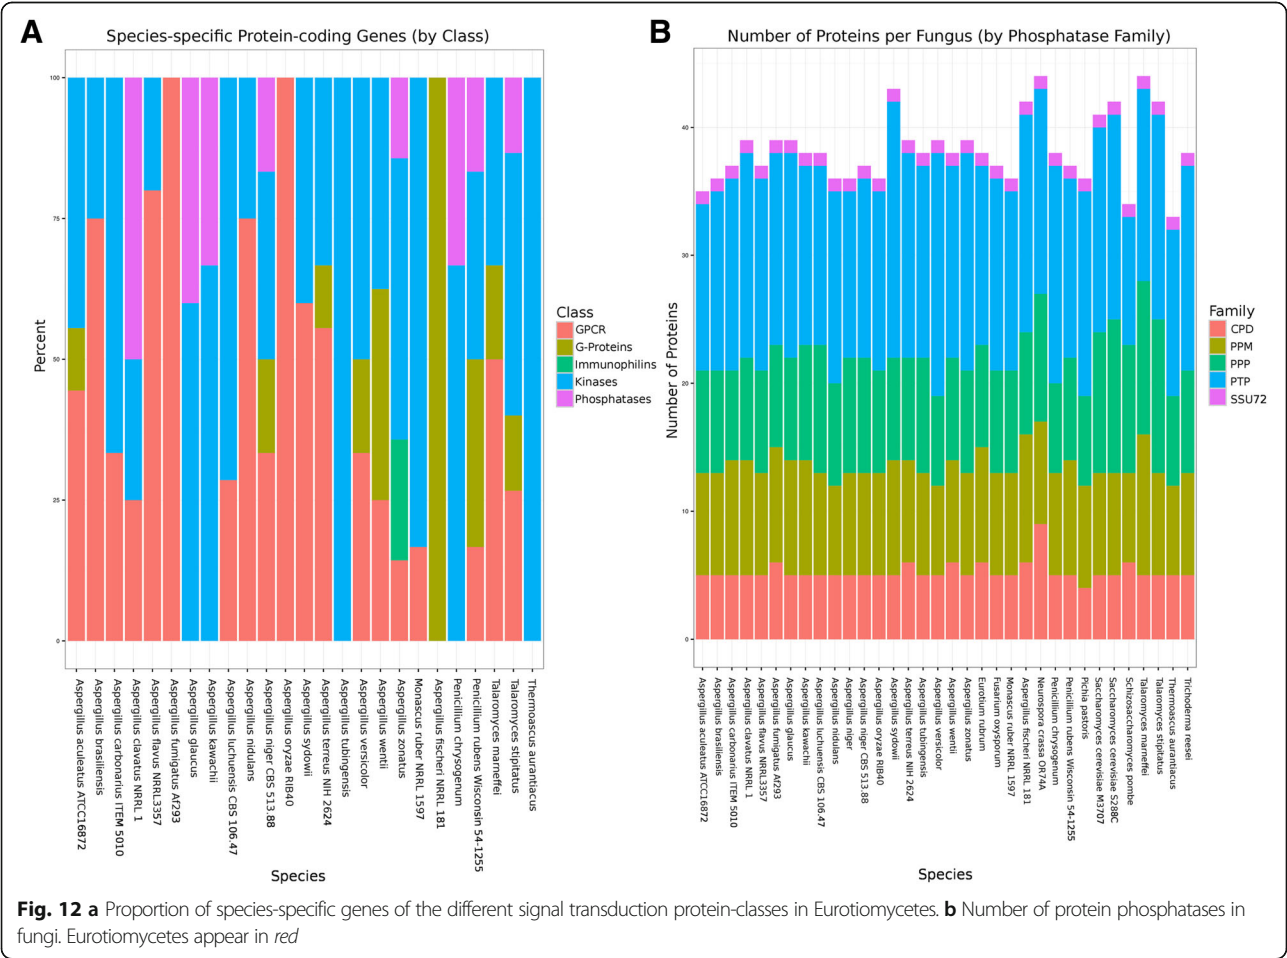 A
Species-specific Protein-coding Genes (by Class)
100
75
50
25
0
Percent
Aspergillus aculeatus ATCC16872
Aspergillus brasiliensis
Aspergillus carbonarius ITEM 5010
Aspergillus clavatus NRRL 1
Aspergillus flavus NRRL3357
Aspergillus fumigatus Af293
Aspergillus glaucus
Aspergillus kawachii
Aspergillus luchuensis CBS 106.47
Aspergillus nidulans
Aspergillus niger CBS 513.88
Aspergillus oryzae RIB40
Aspergillus sydowii
Aspergillus terreus NIH 2624
Aspergillus tubingensis
Aspergillus versicolor
Aspergillus wentii
Aspergillus zonatus
Monascus ruber NRRL 1597
Aspergillus fischeri NRRL 181
Penicillium chrysogenum
Penicillium rubens Wisconsin 54-1255
Talaromyces marneffei
Talaromyces stipitatus
Thermoascus aurantiacus
Species
Class
GPCR
G-Proteins
Immunophilins
Kinases
Phosphatases
B
Number of Proteins per Fungus (by Phosphatase Family)
40
30
20
10
0
Number of Proteins
Aspergillus aculeatus ATCC16872
Aspergillus brasiliensis
Aspergillus carbonarius ITEM 5010
Aspergillus clavatus NRRL 1
Aspergillus flavus NRRL3357
Aspergillus fumigatus Af293
Aspergillus glaucus
Aspergillus kawachii
Aspergillus luchuensis CBS 106.47
Aspergillus nidulans
Aspergillus niger
Aspergillus niger CBS 513.88
Aspergillus oryzae RIB40
Aspergillus sydowii
Aspergillus terreus NIH 2624
Aspergillus tubingensis
Aspergillus versicolor
Aspergillus wentii
Aspergillus zonatus
Eurotium rubrum
Fusarium oxysporum
Monascus ruber NRRL 1597
Aspergillus fischeri NRRL 181
Neurospora crassa OR74A
Penicillium chrysogenum
Penicillium rubens Wisconsin 54-1255
Pichia pastoris
Saccharomyces cerevisiae M3707
Saccharomyces cerevisiae S288C
Schizosaccharomyces pombe
Talaromyces marneffei
Talaromyces stipitatus
Thermoascus aurantiacus
Trichoderma reesei
Species
Family
CPD
PPM
PPP
PTP
SSU72
Fig. 12 a Proportion of species-specific genes of the different signal transduction protein-classes in Eurotiomycetes. b Number of protein phosphatases in
fungi. Eurotiomycetes appear in red